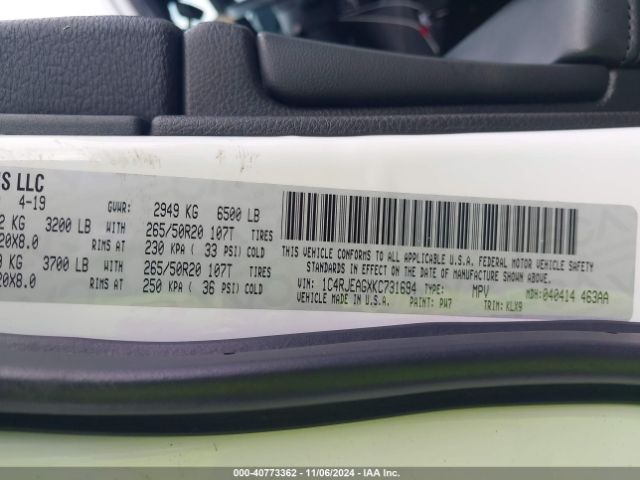 S LLC
4-19 GVWR: 2949 KG 6500 LB
KG 3200 LB WITH 265/50R20 107T TIRES
20X8.0 RIMS AT 230 KPA ( 33 PSI) COLD
KG 3700 LB WITH 265/50R20 107T TIRES
20X8.0 RIMS AT 250 KPA ( 36 PSI) COLD
THIS VEHICLE CONFORMS TO ALL APPLICABLE U.S.A. FEDERAL MOTOR VEHICLE SAFETY
STANDARDS IN EFFECT ON THE DATE OF MANUFACTURE SHOWN ABOVE.
VIN: 1C4RJEAGXKC731694 TYPE: MPV MDH:040414 463AA
VEHICLE MADE IN U.S.A. PAINT: PW7 TRIM: KLX9
000-40773362 - 11/06/2024 - IAA Inc.